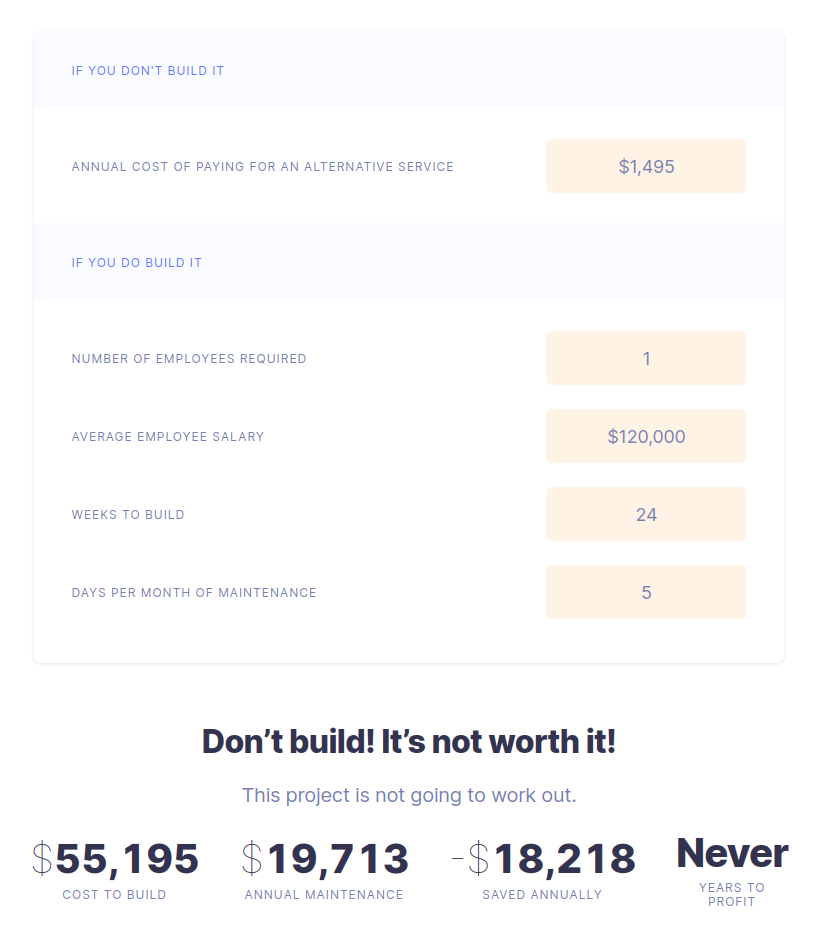 IF YOU DON'T BUILD IT
ANNUAL COST OF PAYING FOR AN ALTERNATIVE SERVICE
$1,495
IF YOU DO BUILD IT
NUMBER OF EMPLOYEES REQUIRED
1
AVERAGE EMPLOYEE SALARY
$120,000
WEEKS TO BUILD
24
DAYS PER MONTH OF MAINTENANCE
5
Don’t build! It’s not worth it!
This project is not going to work out.
$55,195
COST TO BUILD
$19,713
ANNUAL MAINTENANCE
-$18,218
SAVED ANNUALLY
Never
YEARS TO
PROFIT